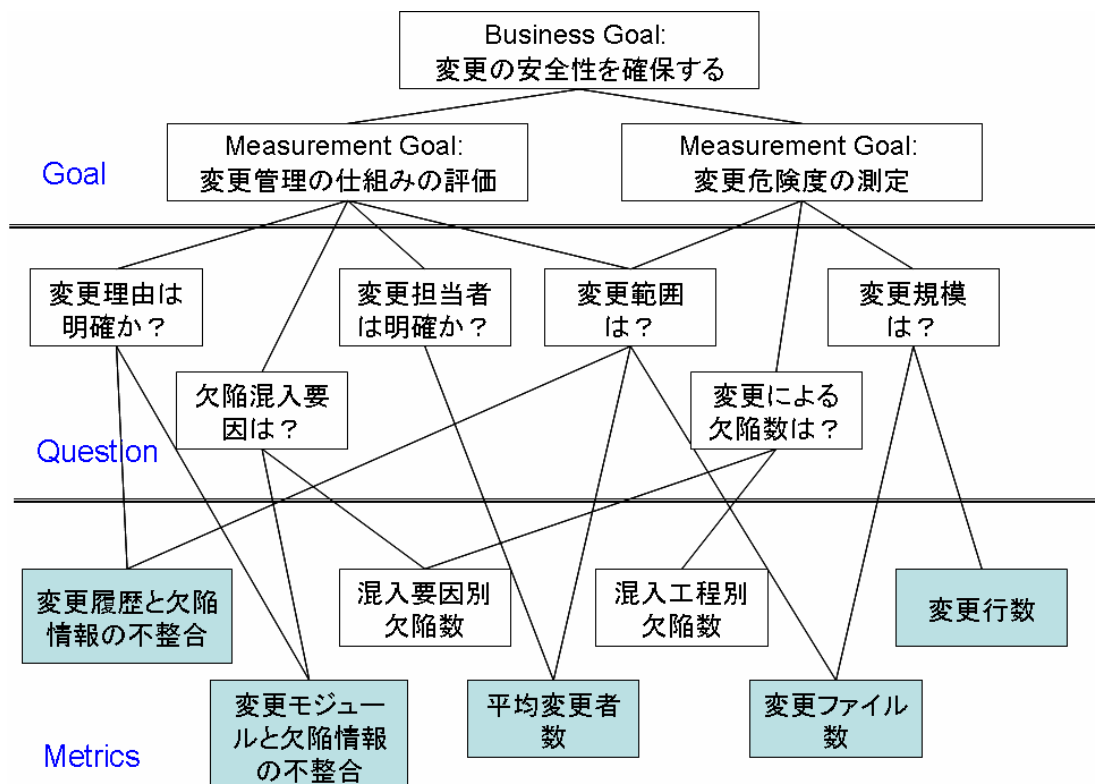 Business Goal:
変更の安全性を確保する
Measurement Goal:
変更管理の仕組みの評価
Measurement Goal:
変更危険度の測定
Goal
変更理由は
明確か？
変更担当者
は明確か？
変更範囲
は？
変更規模
は？
欠陥混入要
因は？
変更による
欠陥数は？
Question
変更履歴と欠陥
情報の不整合
混入要因別
欠陥数
混入工程別
欠陥数
変更行数
変更モジュー
ルと欠陥情報
の不整合
平均変更者
数
変更ファイル
数
Metrics